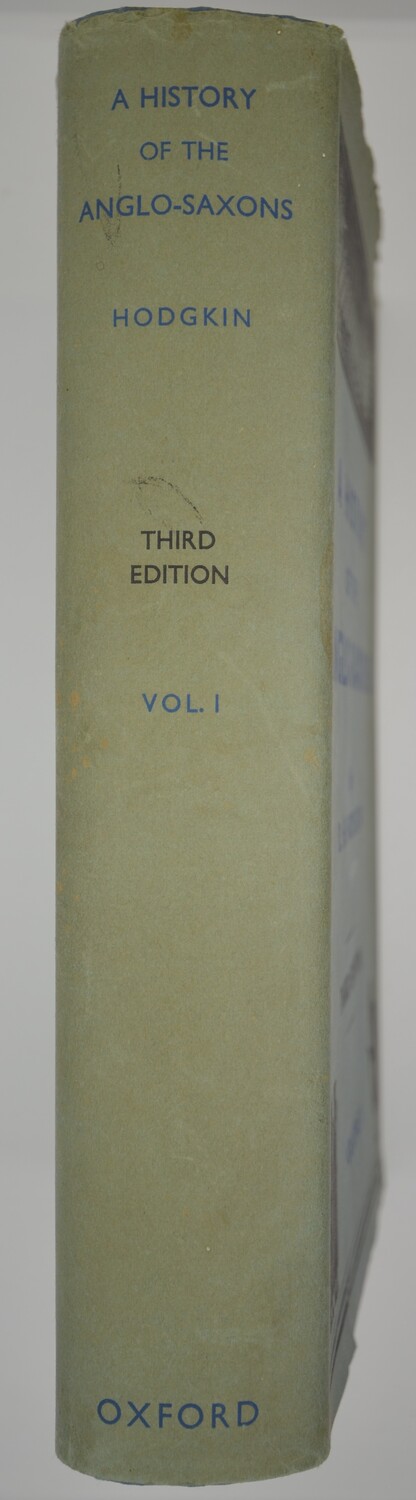 A HISTORY
OF THE
ANGLO-SAXONS
HODGKIN
THIRD
EDITION
VOL. I
OXFORD